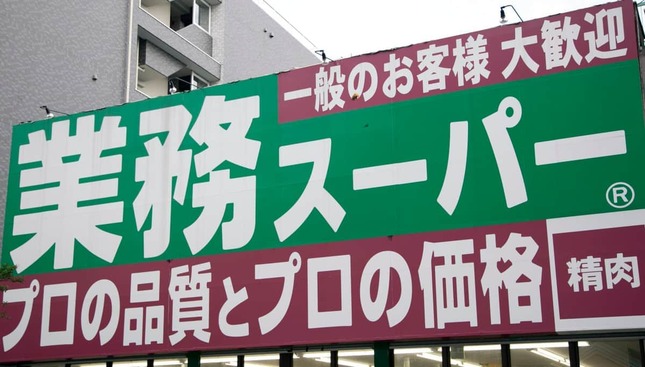 一般のお客様 大歓迎
業務スーパー®
プロの品質とプロの価格
精肉